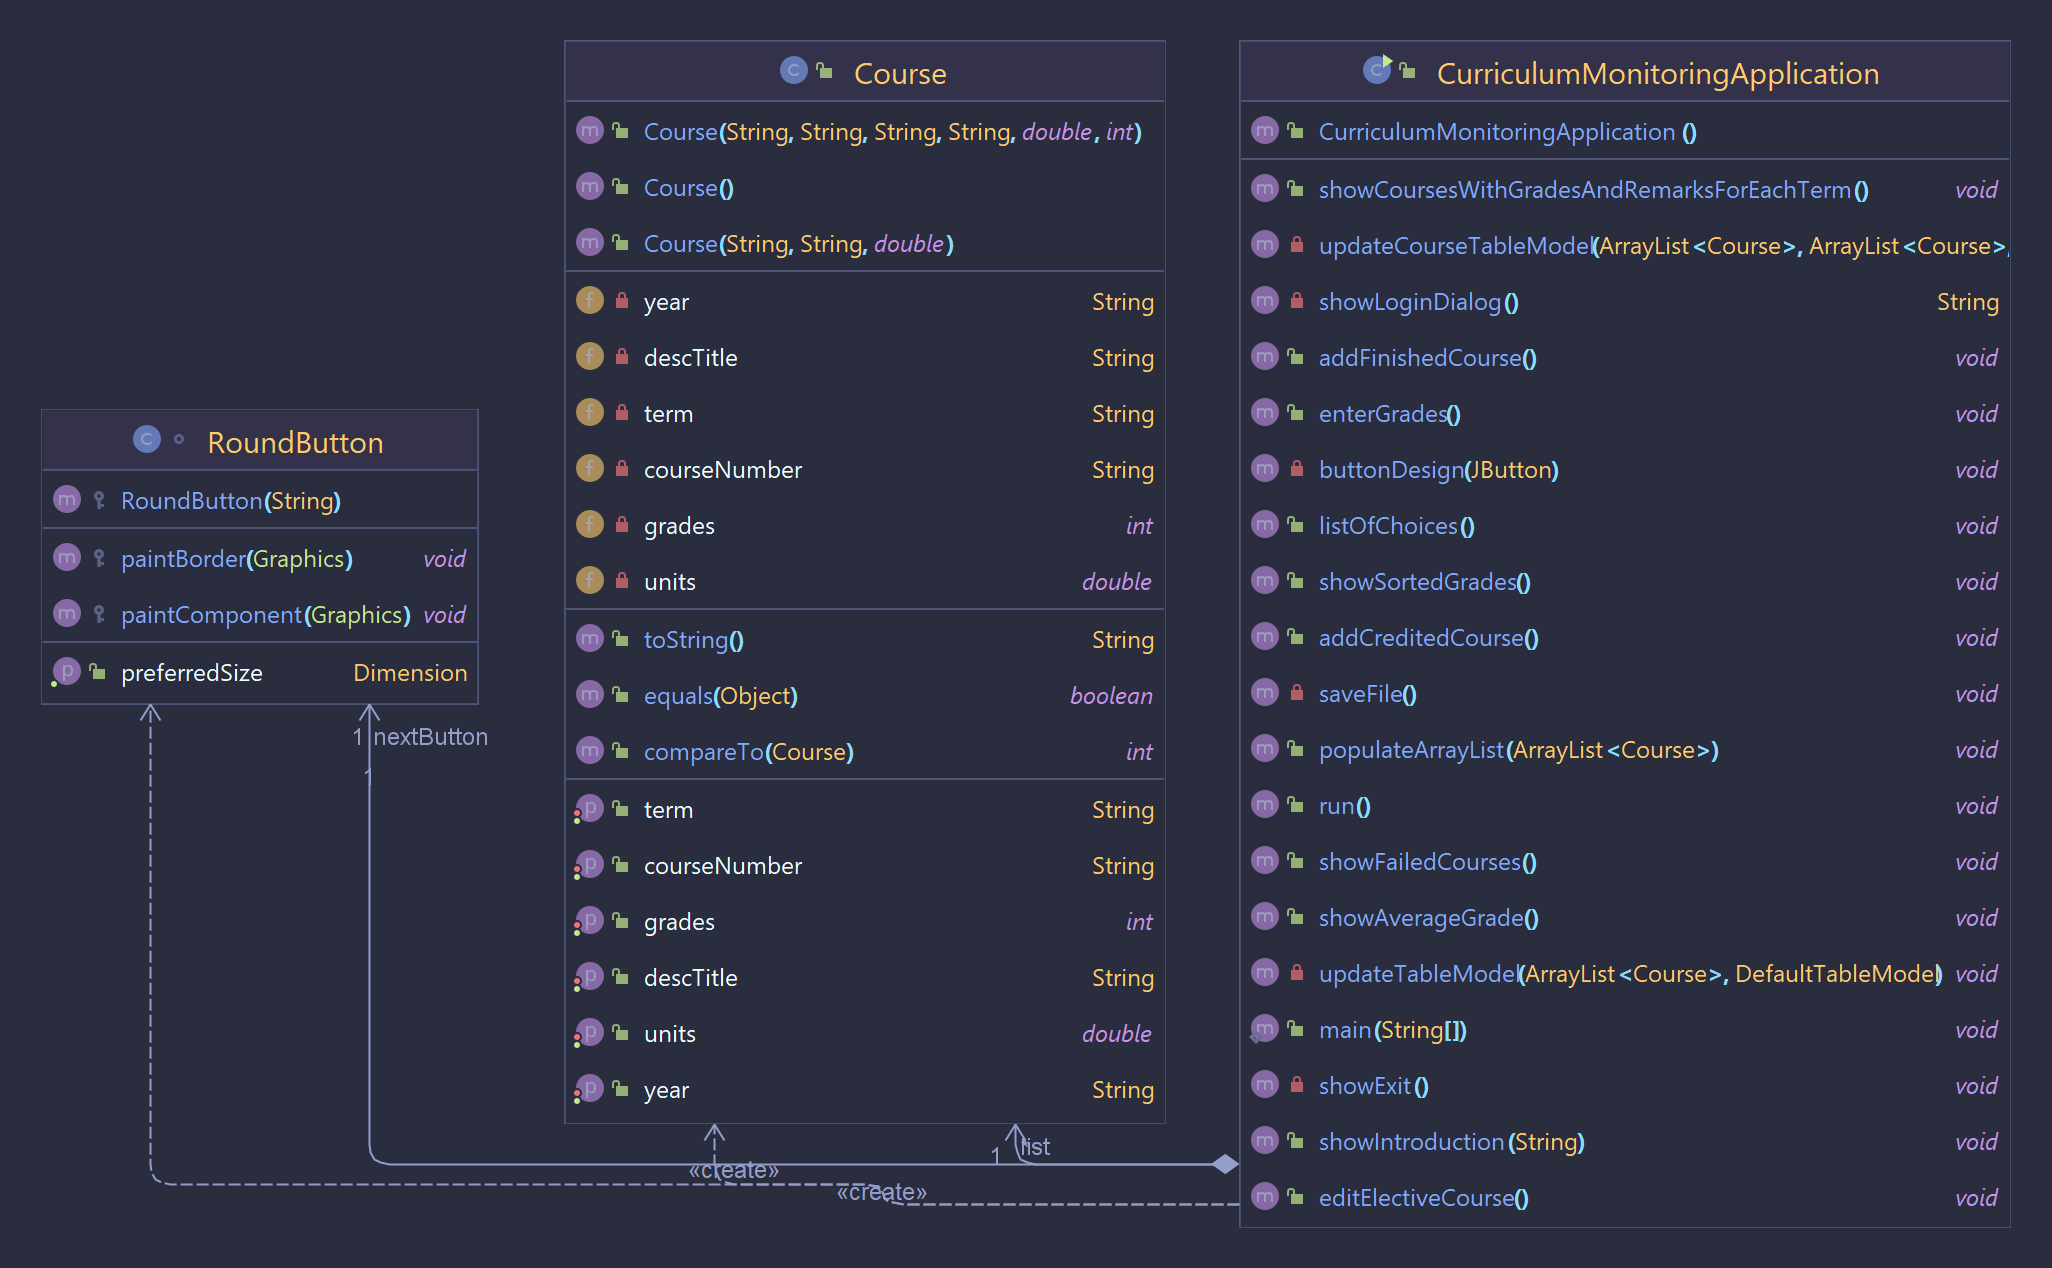 RoundButton
RoundButton(String)
paintBorder(Graphics) void
paintComponent(Graphics) void
preferredSize Dimension
1 nextButton
1
Course
Course(String, String, String, String, double, int)
Course()
Course(String, String, double)
year String
descTitle String
term String
courseNumber String
grades int
units double
toString() String
equals(Object) boolean
compareTo(Course) int
term String
courseNumber String
grades int
descTitle String
units double
year String
1 list
«create»
«create»
CurriculumMonitoringApplication
CurriculumMonitoringApplication()
showCoursesWithGradesAndRemarksForEachTerm() void
updateCourseTableModel(ArrayList<Course>, ArrayList<Course>,
showLoginDialog() String
addFinishedCourse() void
enterGrades() void
buttonDesign(JButton) void
listOfChoices() void
showSortedGrades() void
addCreditedCourse() void
saveFile() void
populateArrayList(ArrayList<Course>) void
run() void
showFailedCourses() void
showAverageGrade() void
updateTableModel(ArrayList<Course>, DefaultTableModel) void
main(String[]) void
showExit() void
showIntroduction(String) void
editElectiveCourse() void